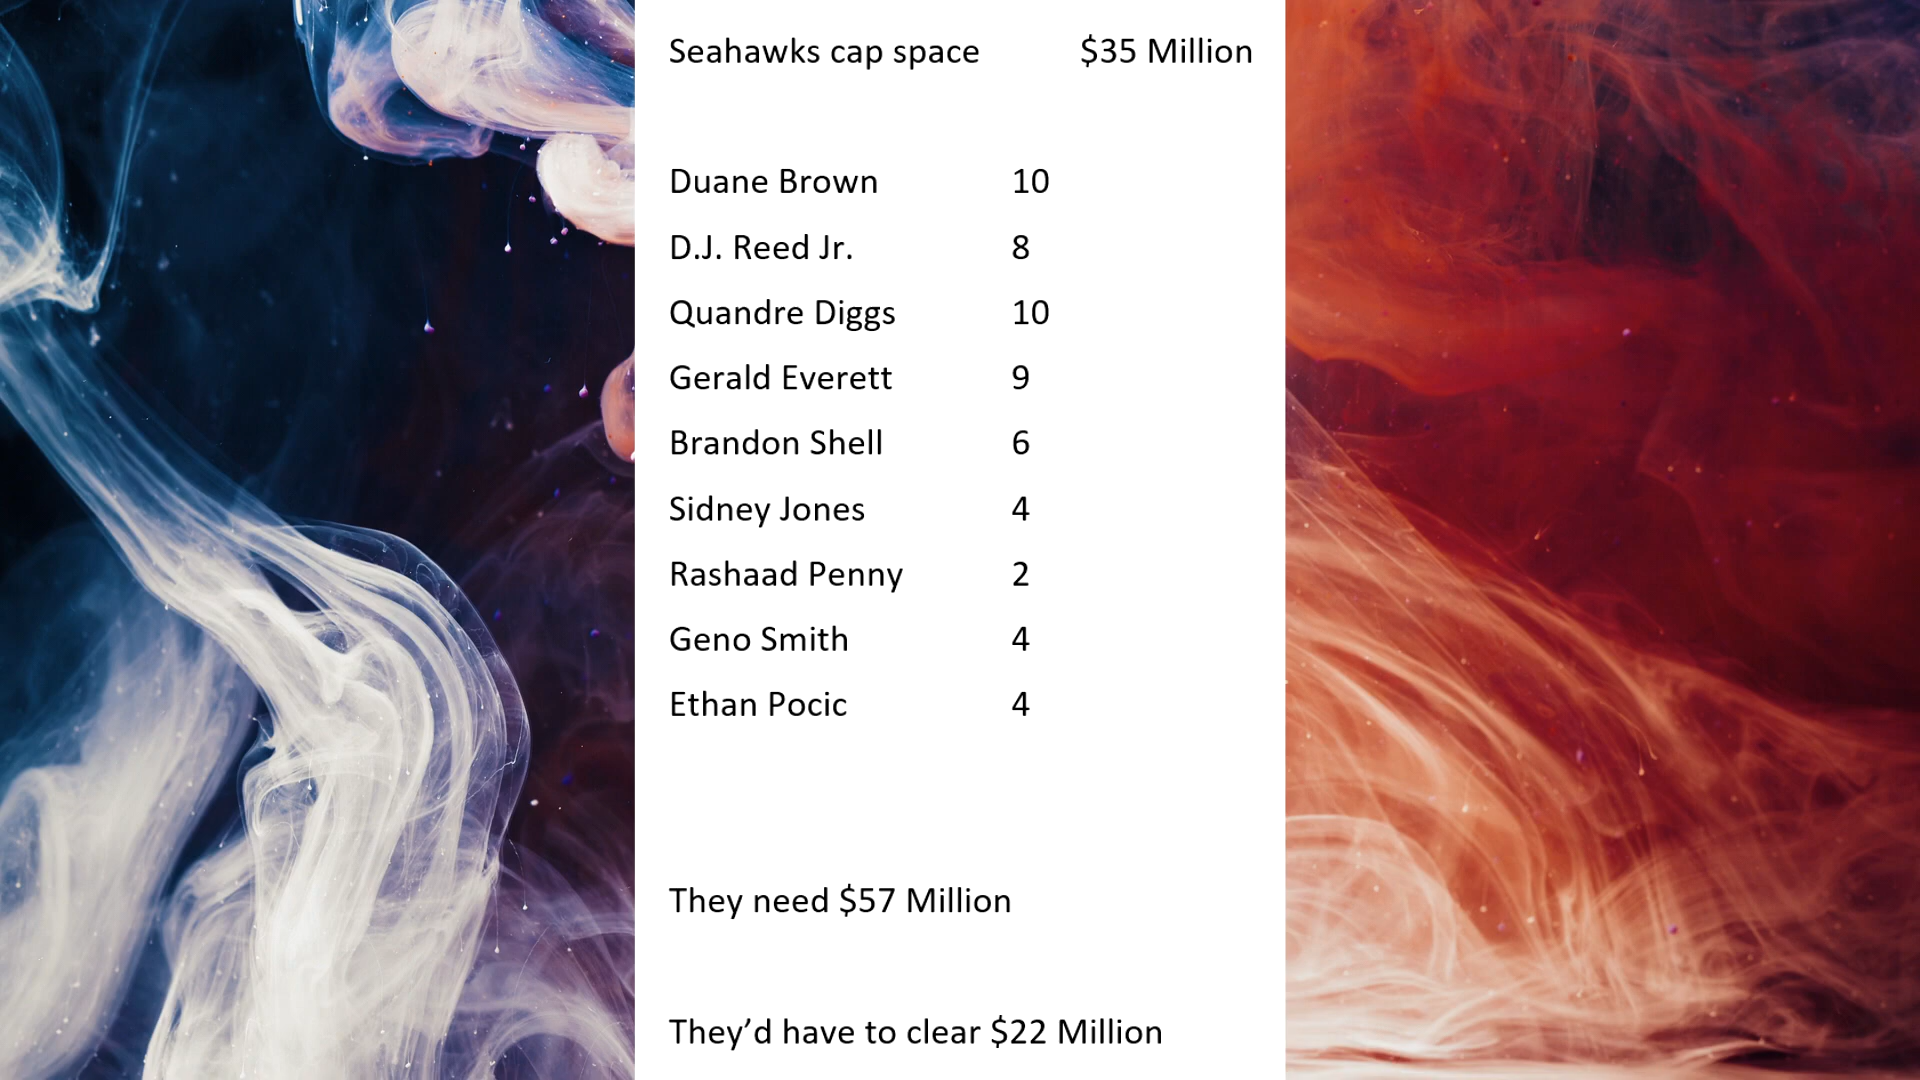 Seahawks cap space $35 Million
Duane Brown 10
D.J. Reed Jr. 8
Quandre Diggs 10
Gerald Everett 9
Brandon Shell 6
Sidney Jones 4
Rashaad Penny 2
Geno Smith 4
Ethan Pocic 4
They need $57 Million
They’d have to clear $22 Million